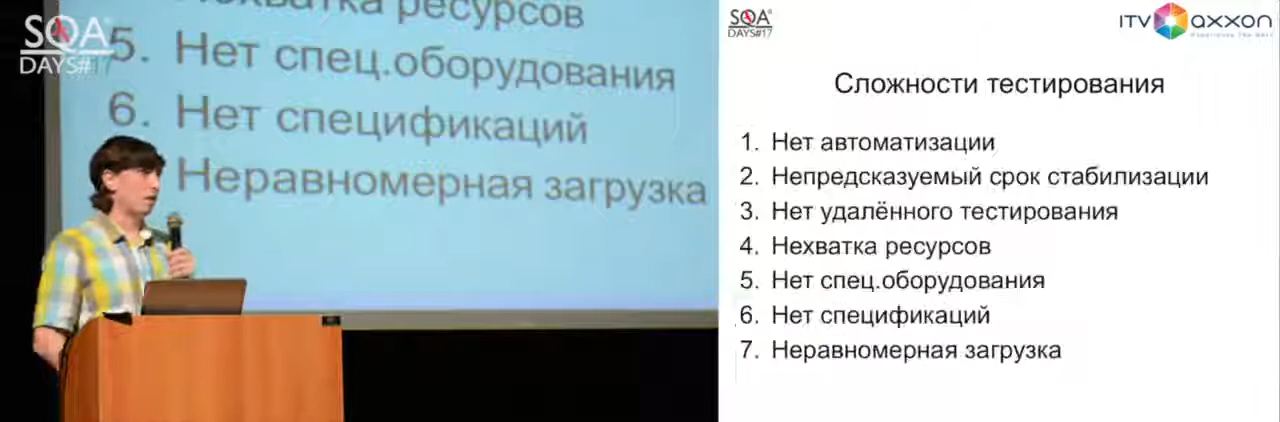 SQA
DAYS#17
Нехватка ресурсов
5. Нет спец.оборудования
6. Нет спецификаций
Неравномерная загрузка
SQA
DAYS#17
ITV axxon
Сложности тестирования
1. Нет автоматизации
2. Непредсказуемый срок стабилизации
3. Нет удалённого тестирования
4. Нехватка ресурсов
5. Нет спец.оборудования
6. Нет спецификаций
7. Неравномерная загрузка